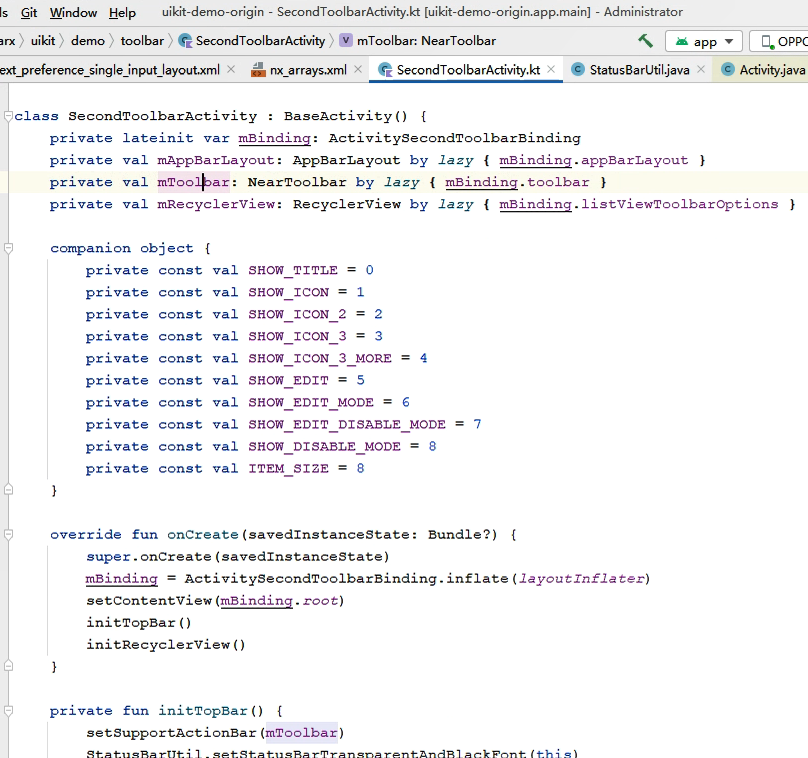 ls Git Window Help uikit-demo-origin - SecondToolbarActivity.kt [uikit-demo-origin.app.main] - Administrator
arx uikit demo toolbar SecondToolbarActivity mToolbar: NearToolbar app OPPO
ext_preference_single_input_layout.xml nx_arrays.xml SecondToolbarActivity.kt StatusBarUtil.java Activity.java
class SecondToolbarActivity : BaseActivity() {
private lateinit var mBinding: ActivitySecondToolbarBinding
private val mAppBarLayout: AppBarLayout by lazy { mBinding.appBarLayout }
private val mToolbar: NearToolbar by lazy { mBinding.toolbar }
private val mRecyclerView: RecyclerView by lazy { mBinding.listViewToolbarOptions }
companion object {
private const val SHOW_TITLE = 0
private const val SHOW_ICON = 1
private const val SHOW_ICON_2 = 2
private const val SHOW_ICON_3 = 3
private const val SHOW_ICON_3_MORE = 4
private const val SHOW_EDIT = 5
private const val SHOW_EDIT_MODE = 6
private const val SHOW_EDIT_DISABLE_MODE = 7
private const val SHOW_DISABLE_MODE = 8
private const val ITEM_SIZE = 8
}
override fun onCreate(savedInstanceState: Bundle?) {
super.onCreate(savedInstanceState)
mBinding = ActivitySecondToolbarBinding.inflate(layoutInflater)
setContentView(mBinding.root)
initTopBar()
initRecyclerView()
}
private fun initTopBar() {
setSupportActionBar(mToolbar)
StatusBarUtil.setStatusBarTransparentAndBlackFont(this)